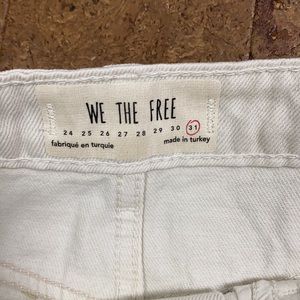 WE THE FREE
24 25 26 27 28 29 30 31
fabriqué en turquie made in turkey